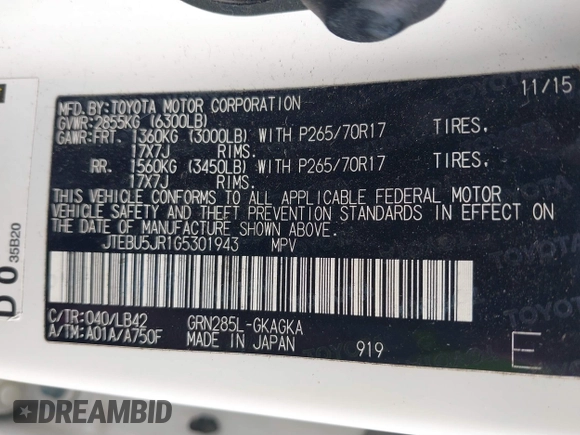 11/15
MFD.BY:TOYOTA MOTOR CORPORATION
GVWR:2855KG (6300LB)
GAWR-FRT. 1360KG (3000LB) WITH P265/70R17 TIRES,
17X7J RIMS.
RR. 1560KG (3450LB) WITH P265/70R17 TIRES,
17X7J RIMS.
THIS VEHICLE CONFORMS TO ALL APPLICABLE FEDERAL MOTOR
VEHICLE SAFETY AND THEFT PREVENTION STANDARDS IN EFFECT ON
THE DATE OF MANUFACTURE SHOWN ABOVE.
JTEBU5JR1G5301943 MPV
C/TR:040/LB42 GRN285L-GKAGKA
A/TM:A01A/A750F MADE IN JAPAN 919 E
D 0 35B20
DREAMBID